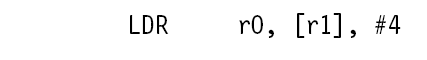 LDR r0, [r1], #4